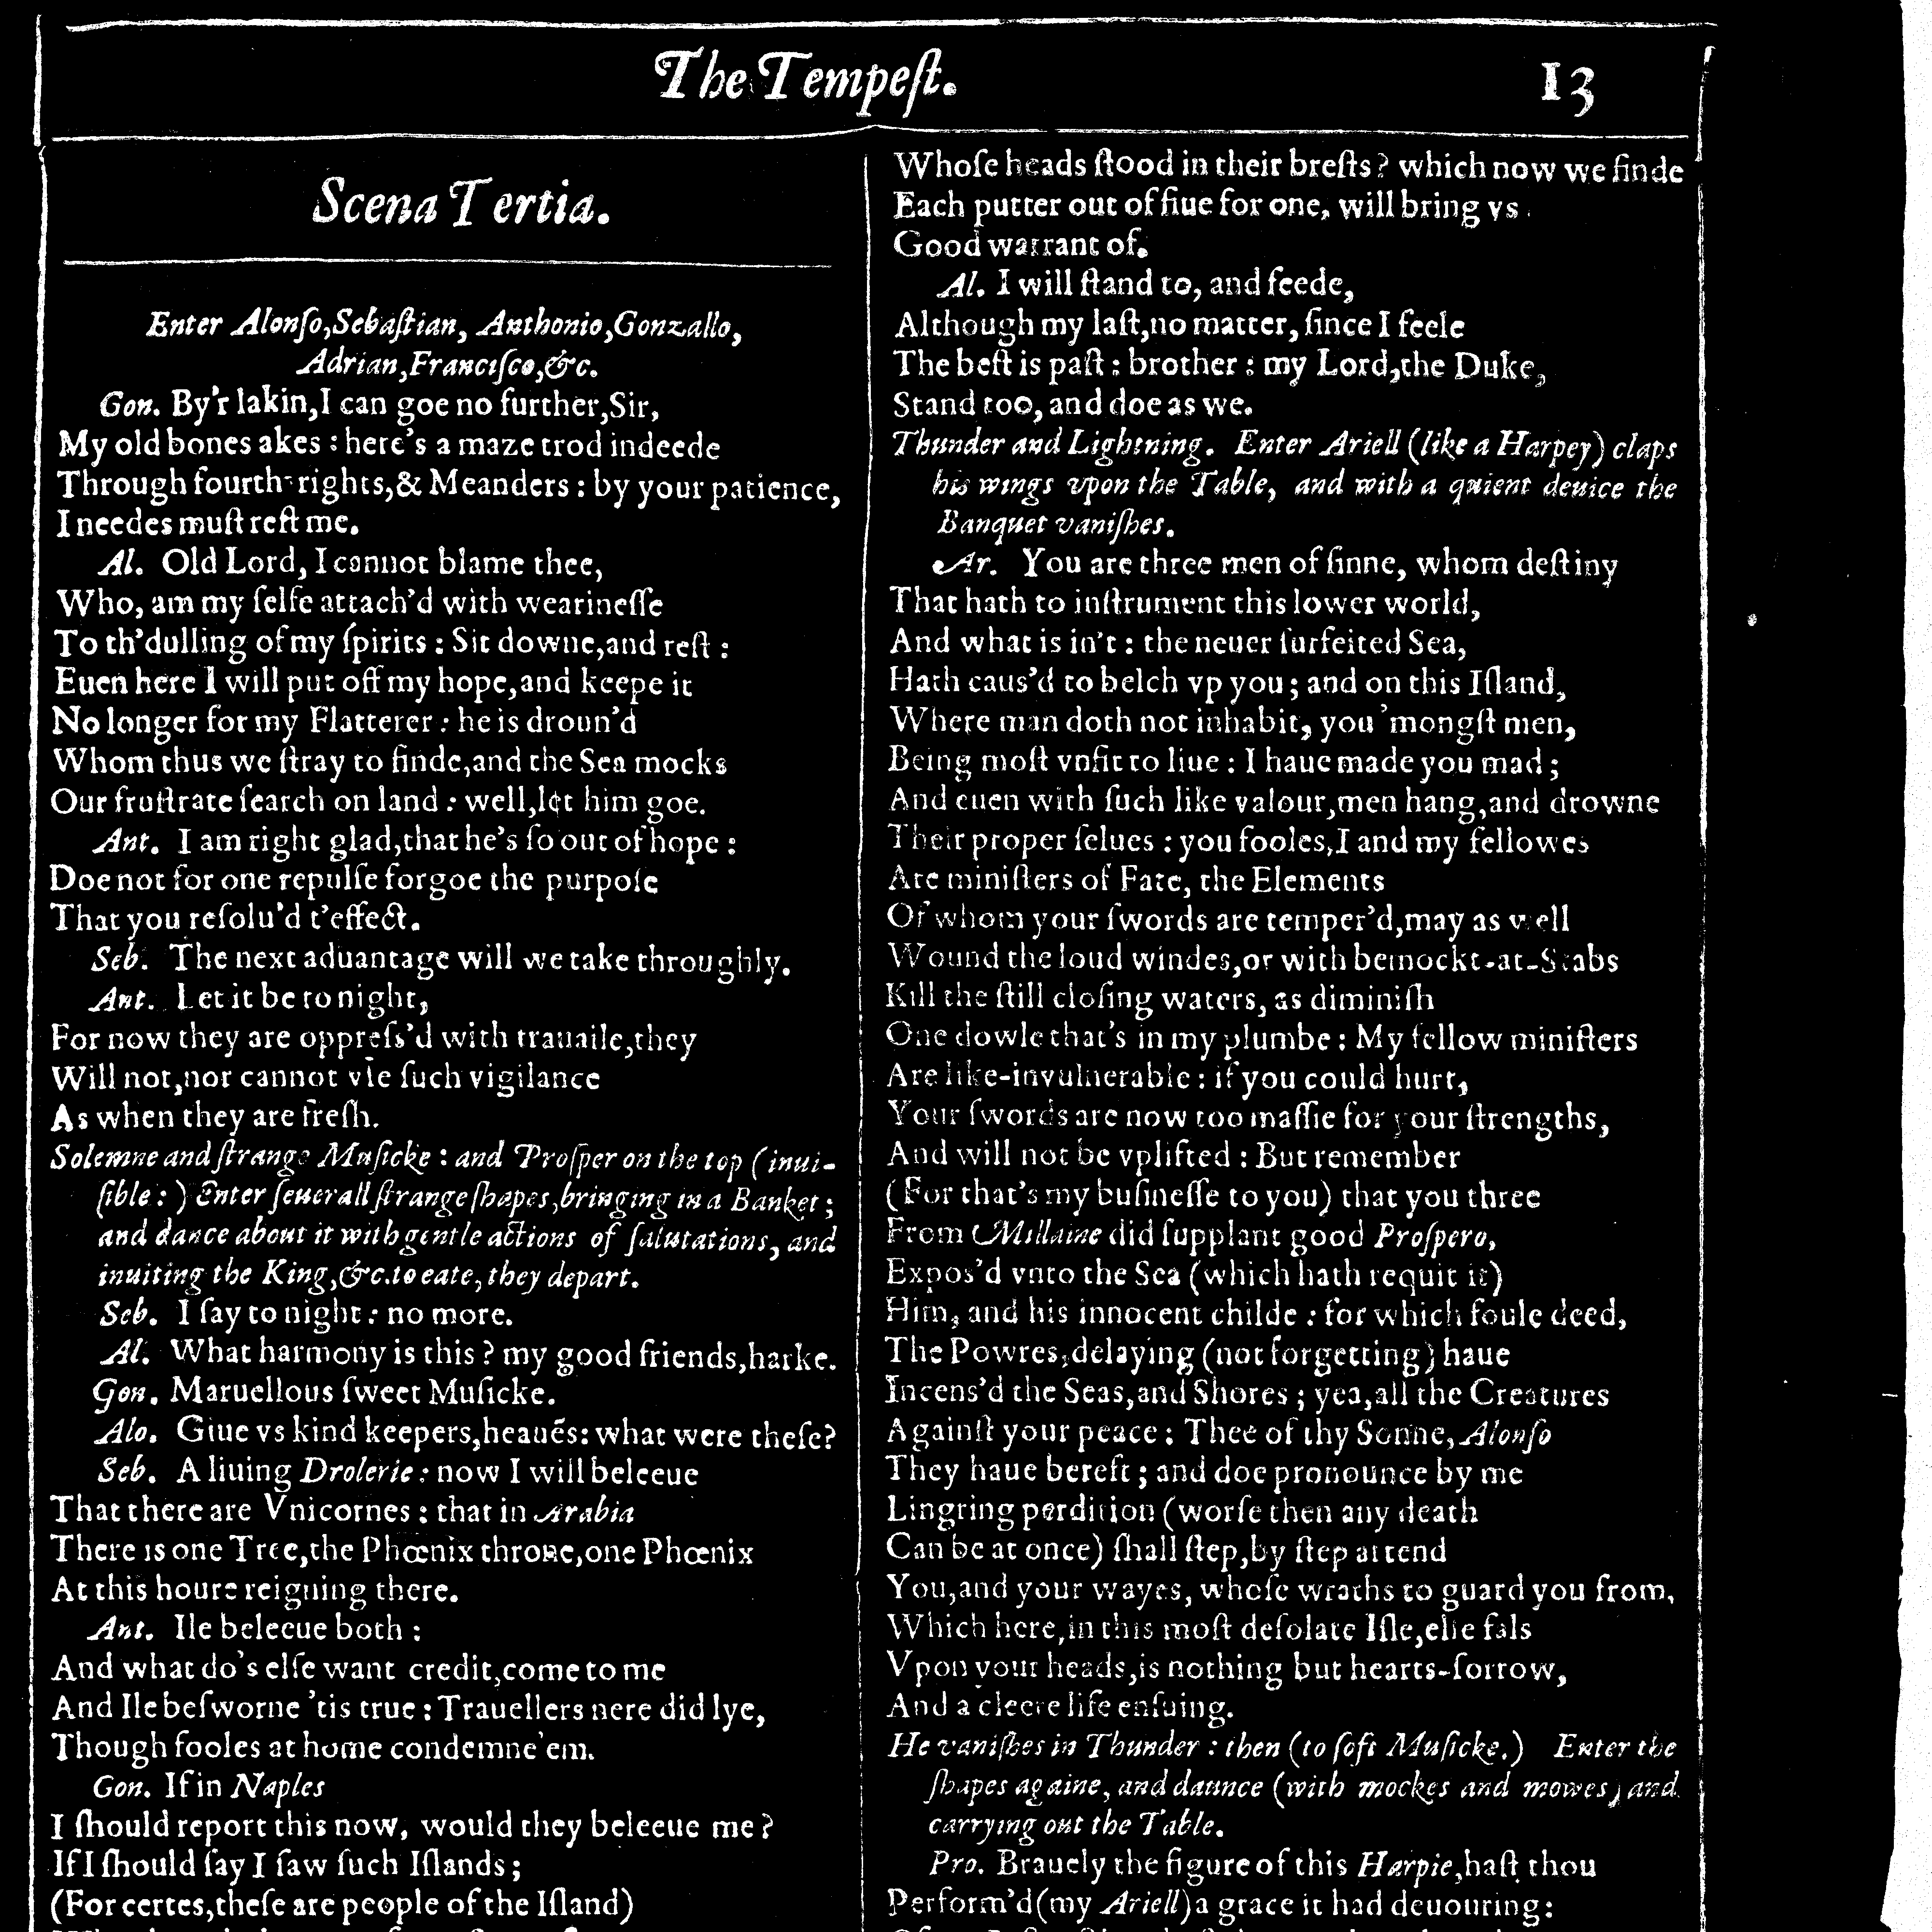 The Tempeſt.
13
Scena Tertia.
Enter Alonſo,Sebaſtian, Anthonio,Gonzallo,
Adrian,Franciſco,&c.
Gon. By'r lakin,I can goe no further,Sir,
My old bones akes : here's a maze trod indeede
Through fourth-rights,& Meanders : by your patience,
I needes muſt reſt me.
Al. Old Lord, I cannot blame thee,
Who, am my ſelfe attach'd with wearineſſe
To th'dulling of my ſpirits : Sit downe,and reſt :
Euen here I will put off my hope,and keepe it
No longer for my Flatterer : he is droun'd
Whom thus we ſtray to finde,and the Sea mocks
Our fruſtrate ſearch on land : well,let him goe.
Ant. I am right glad,that he's ſo out of hope :
Doe not for one repulſe forgoe the purpoſe
That you reſolu'd t'effect.
Seb. The next aduantage will we take throughly.
Ant. Let it be to night,
For now they are oppreſs'd with trauaile,they
Will not,nor cannot vſe ſuch vigilance
As when they are freſh.
Solemne and ſtrange Muſicke : and Proſper on the top (inui-
ſible : ) Enter ſeuerall ſtrange ſhapes,bringing in a Banket ;
and dance about it with gentle actions of ſalutations, and
inuiting the King,&c.to eate, they depart.
Seb. I ſay to night : no more.
Al. What harmony is this ? my good friends,harke.
Gon. Maruellous ſweet Muſicke.
Alo. Giue vs kind keepers,heauẽs: what were theſe?
Seb. A liuing Drolerie : now I will beleeue
That there are Vnicornes : that in Arabia
There is one Tree,the Phœnix throne,one Phœnix
At this houre reigning there.
Ant. Ile beleeue both :
And what do's elſe want credit,come to me
And Ile beſworne 'tis true : Trauellers nere did lye,
Though fooles at home condemne'em.
Gon. If in Naples
I ſhould report this now, would they beleeue me ?
If I ſhould ſay I ſaw ſuch Iſlands ;
(For certes,theſe are people of the Iſland)
Whoſe heads ſtood in their breſts ? which now we finde
Each putter out of fiue for one, will bring vs
Good warrant of.
Al. I will ſtand to, and feede,
Although my laſt,no matter, ſince I feele
The beſt is paſt : brother : my Lord,the Duke,
Stand too, and doe as we.
Thunder and Lightning. Enter Ariell (like a Harpey) claps
his wings vpon the Table, and with a quient deuice the
Banquet vaniſhes.
Ar. You are three men of ſinne, whom deſtiny
That hath to inſtrument this lower world,
And what is in't : the neuer ſurfeited Sea,
Hath caus'd to belch vp you ; and on this Iſland,
Where man doth not inhabit, you 'mongſt men,
Being moſt vnfit to liue : I haue made you mad ;
And euen with ſuch like valour,men hang,and drowne
Their proper ſelues : you fooles,I and my fellowes
Are miniſters of Fate, the Elements
Of whom your ſwords are temper'd,may as well
Wound the loud windes,or with bemockt-at-Stabs
Kill the ſtill cloſing waters, as diminiſh
One dowle that's in my plumbe : My fellow miniſters
Are like-invulnerable : if you could hurt,
Your ſwords are now too maſſie for your ſtrengths,
And will not be vplifted : But remember
(For that's my buſineſſe to you) that you three
From Millaine did ſupplant good Proſpero,
Expos'd vnto the Sea (which hath requit it)
Him, and his innocent childe : for which foule deed,
The Powres,delaying (not forgetting) haue
Incens'd the Seas,and Shores ; yea,all the Creatures
Againſt your peace : Thee of thy Sonne, Alonſo
They haue bereft ; and doe pronounce by me
Lingring perdition (worſe then any death
Can be at once) ſhall ſtep,by ſtep attend
You,and your wayes, whoſe wraths to guard you from,
Which here,in this moſt deſolate Iſle,elſe fals
Vpon your heads,is nothing but hearts-ſorrow,
And a cleere life enſuing.
He vaniſhes in Thunder : then (to ſoft Muſicke.) Enter the
ſhapes againe, and daunce (with mockes and mowes) and
carrying out the Table.
Pro. Brauely the figure of this Harpie,haſt thou
Perform'd(my Ariell)a grace it had deuouring :